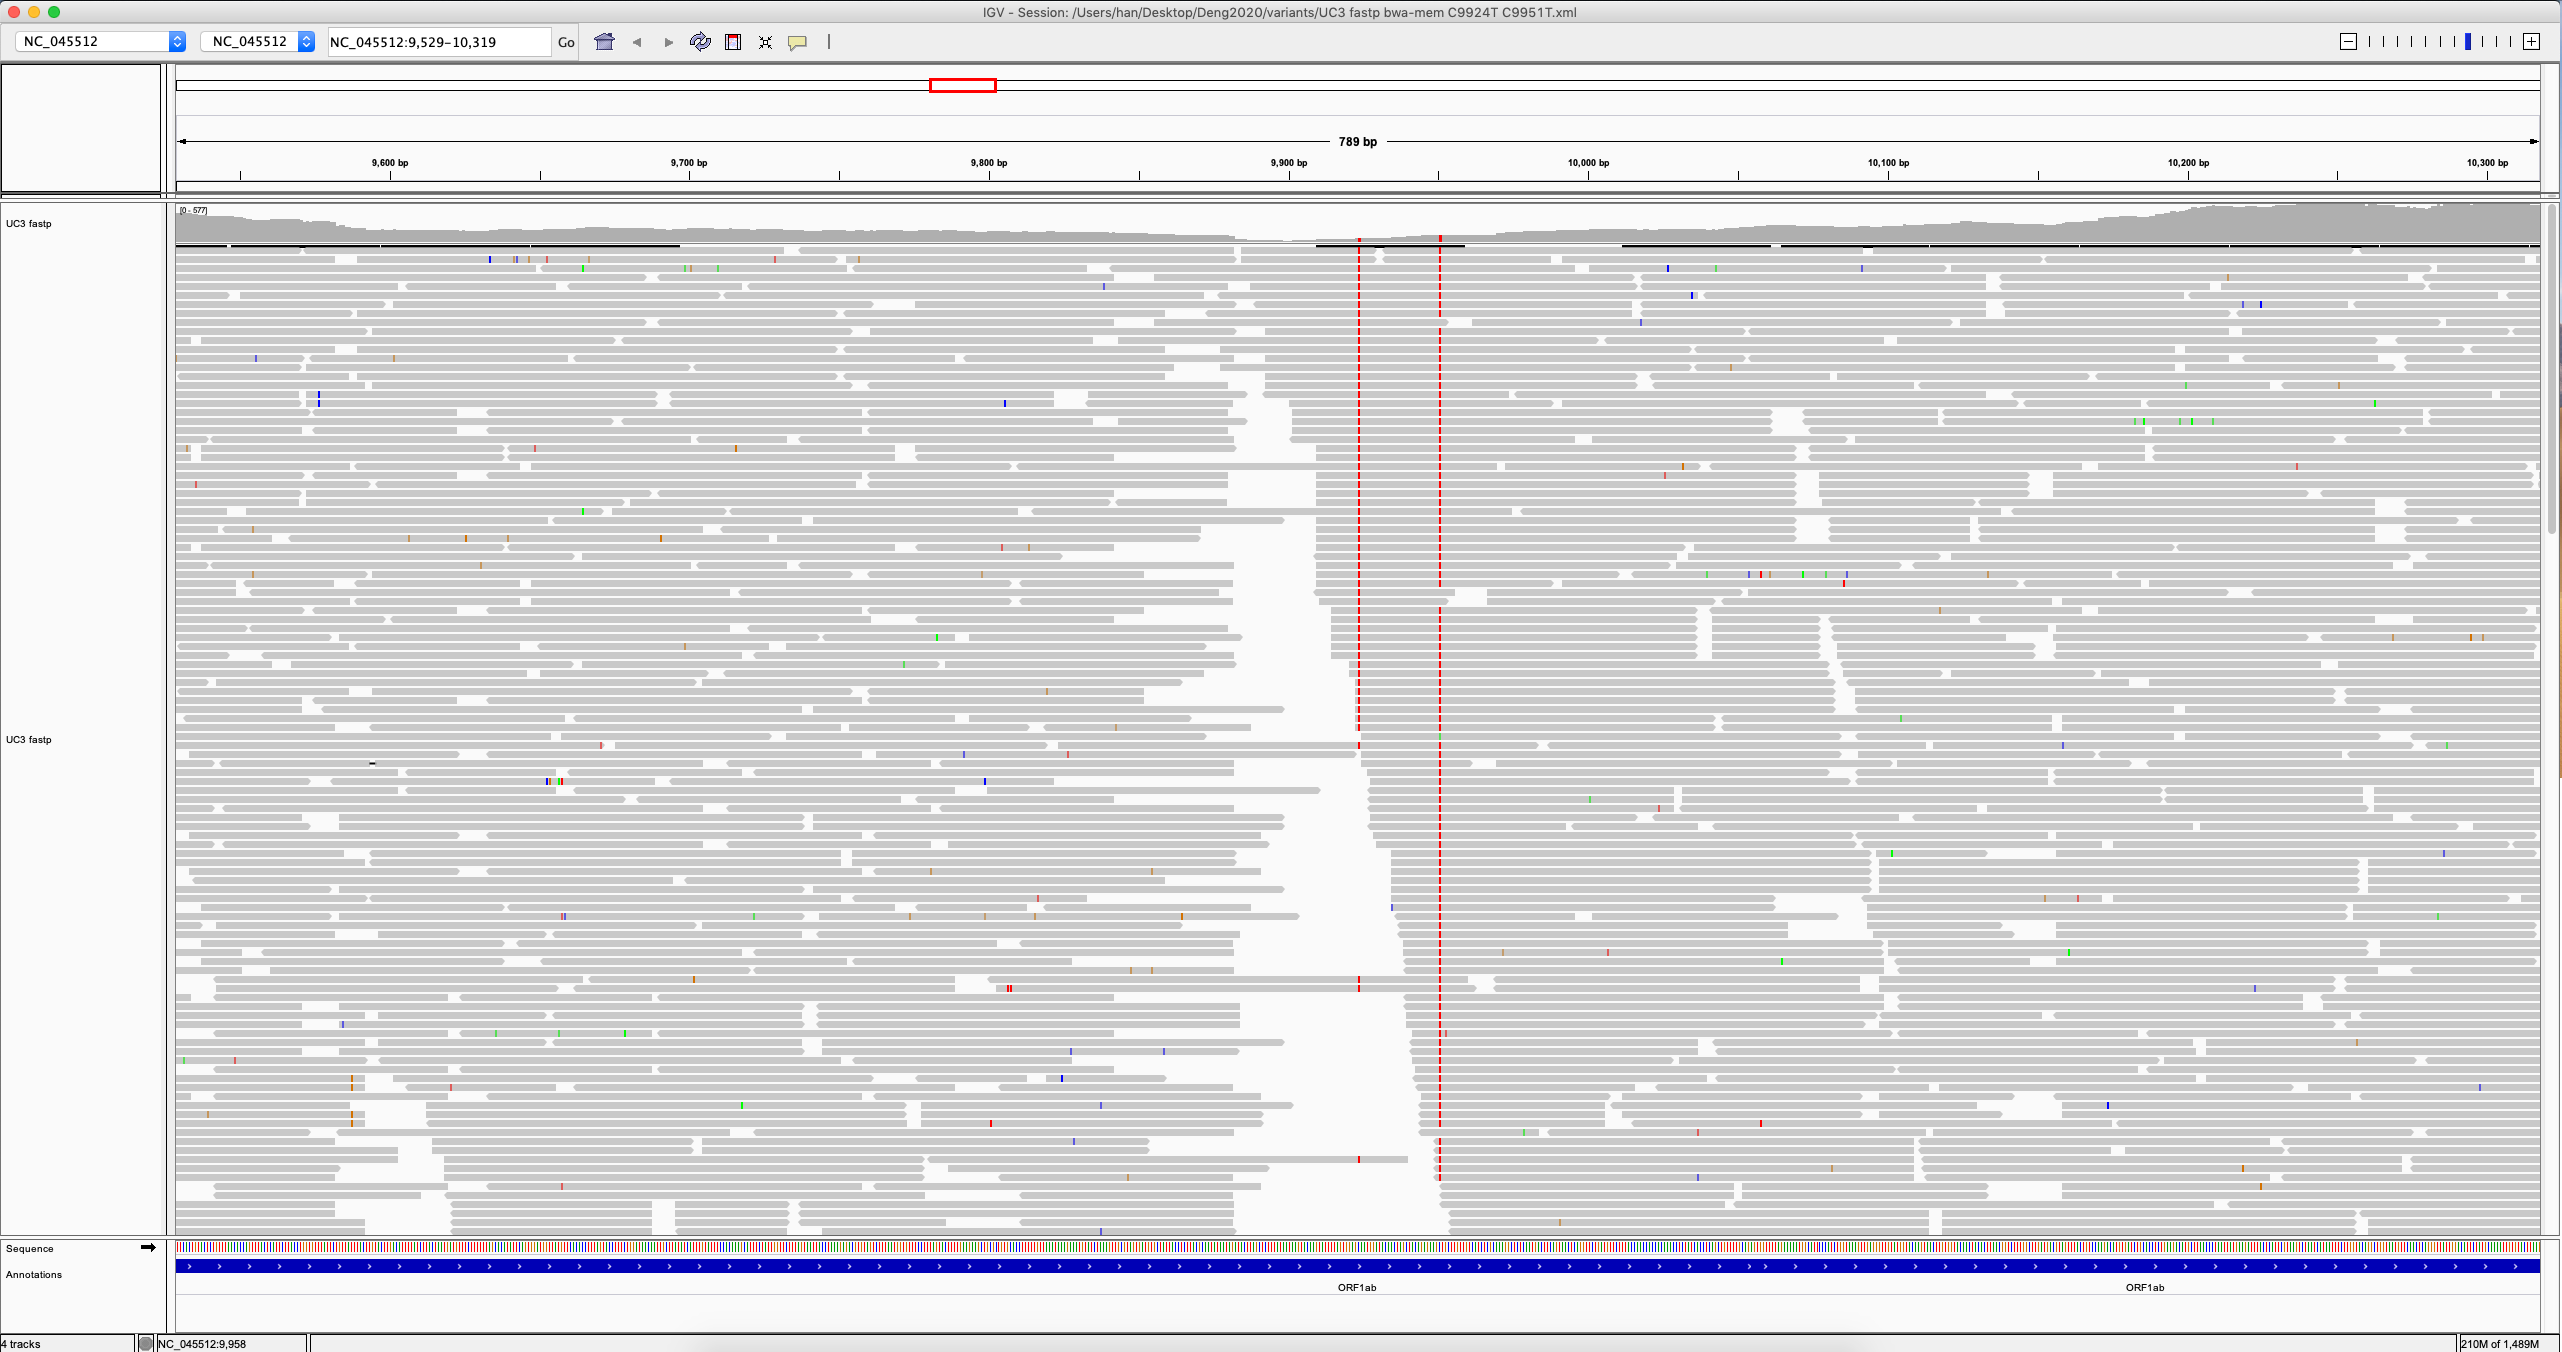 IGV - Session: /Users/han/Desktop/Deng2020/variants/UC3 fastp bwa-mem C9924T C9951T.xml
NC_045512 NC_045512 NC_045512:9,529-10,319 Go
789 bp
9,600 bp 9,700 bp 9,800 bp 9,900 bp 10,000 bp 10,100 bp 10,200 bp 10,300 bp
[0 - 577]
UC3 fastp
UC3 fastp
Sequence
Annotations
ORF1ab ORF1ab
4 tracks NC_045512:9,958 210M of 1,489M